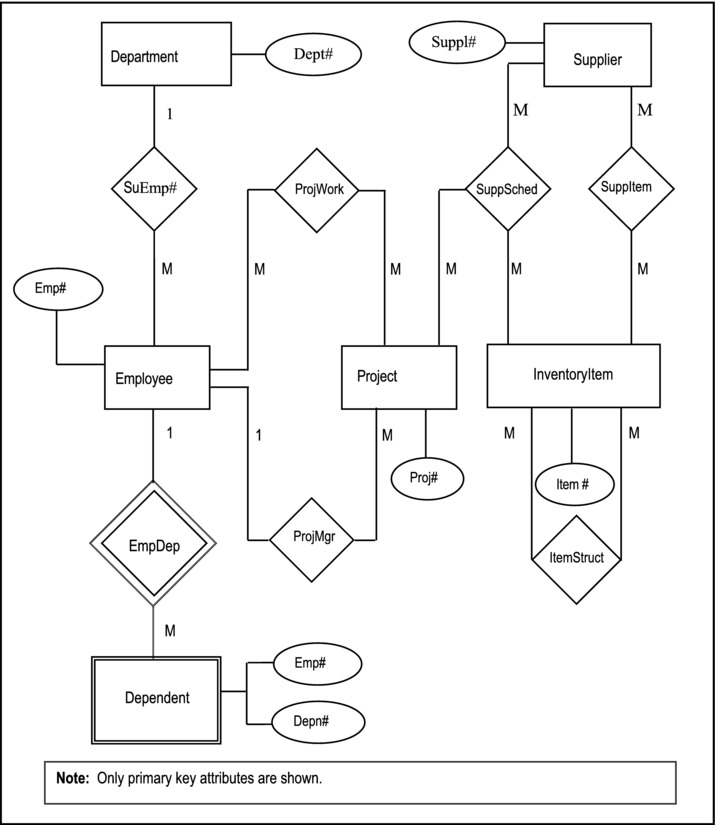 Department
Dept#
Suppl#
Supplier
1
M
M
SuEmp#
ProjWork
SuppSched
SuppItem
M
M
M
M
M
M
Emp#
Employee
Project
InventoryItem
1
1
M
M
M
Proj#
Item #
EmpDep
ProjMgr
ItemStruct
M
Dependent
Emp#
Depn#
Note: Only primary key attributes are shown.